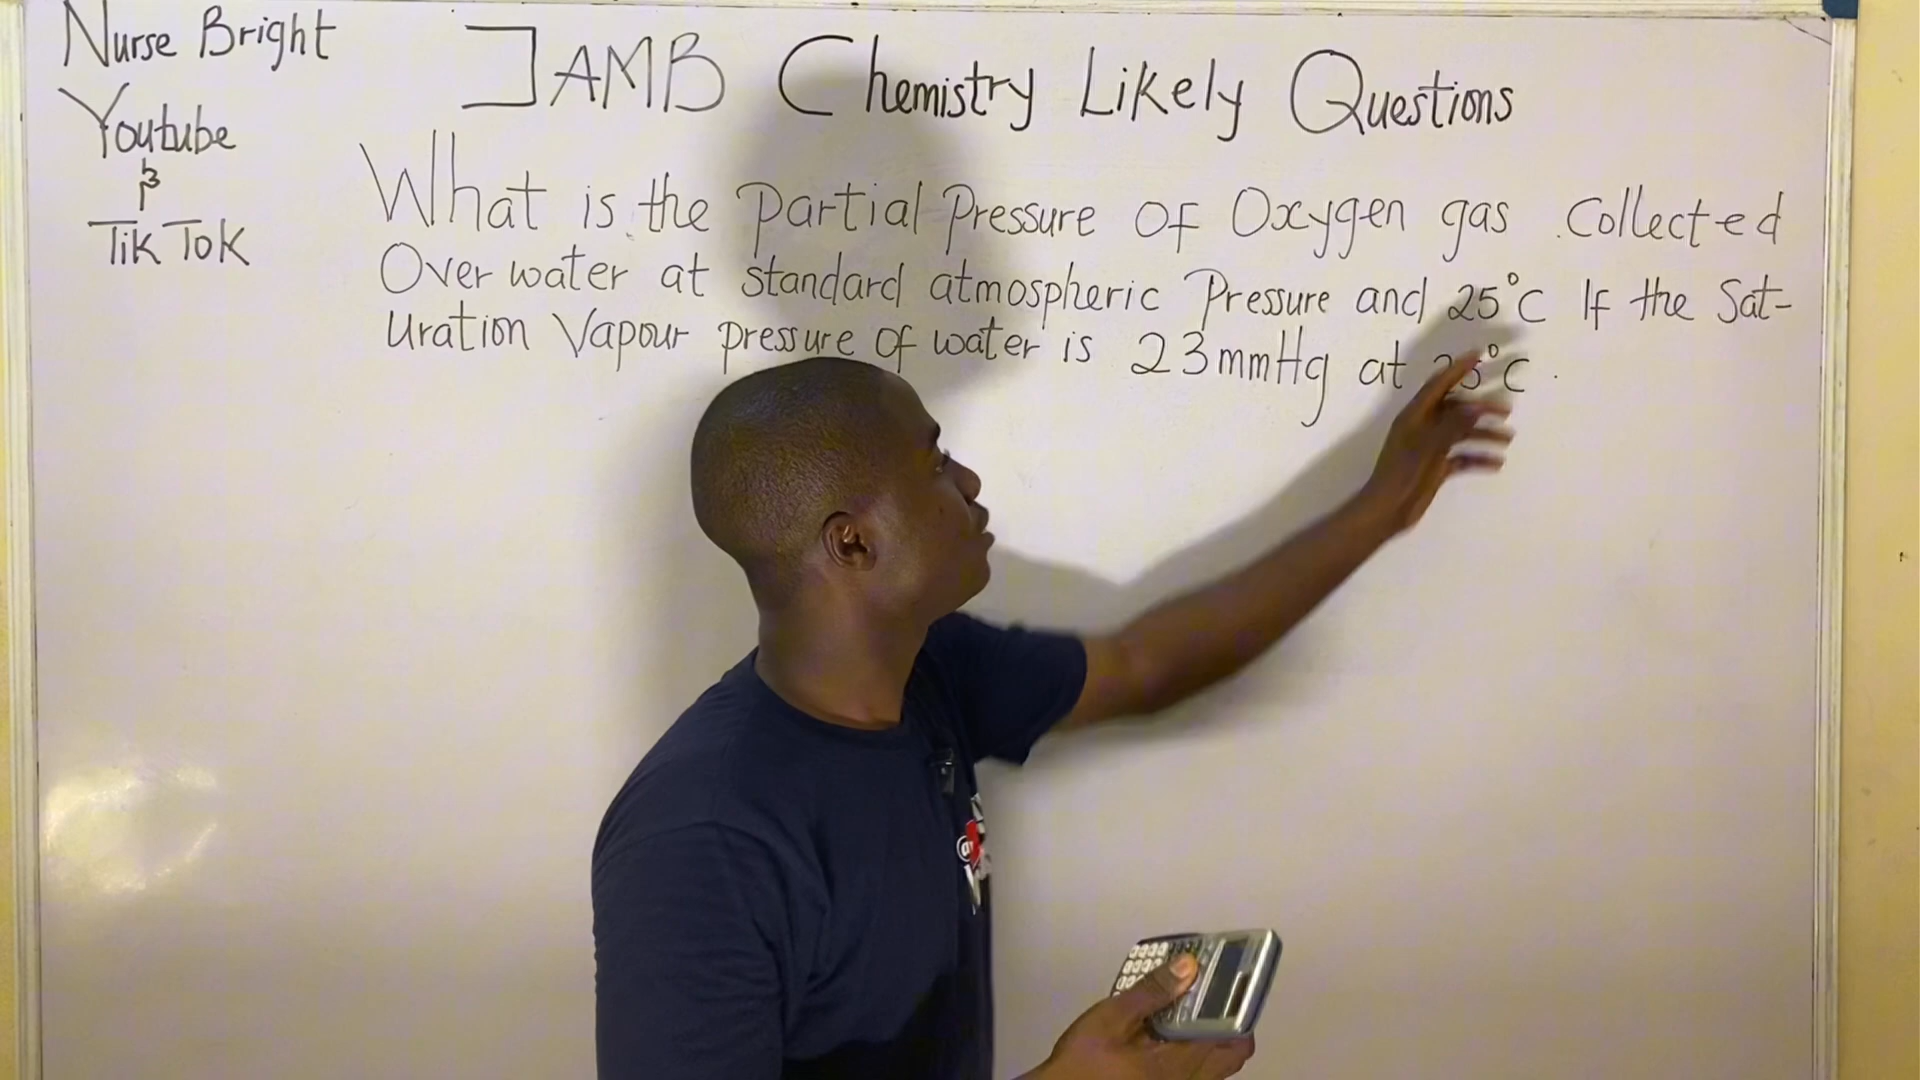 Nurse Bright
Youtube
&
TikTok
JAMB Chemistry Likely Questions
What is the partial pressure of Oxygen gas collected
Over water at standard atmospheric Pressure and 25°C If the Sat-
uration Vapour pressure of water is 23mmHg at 25°C.